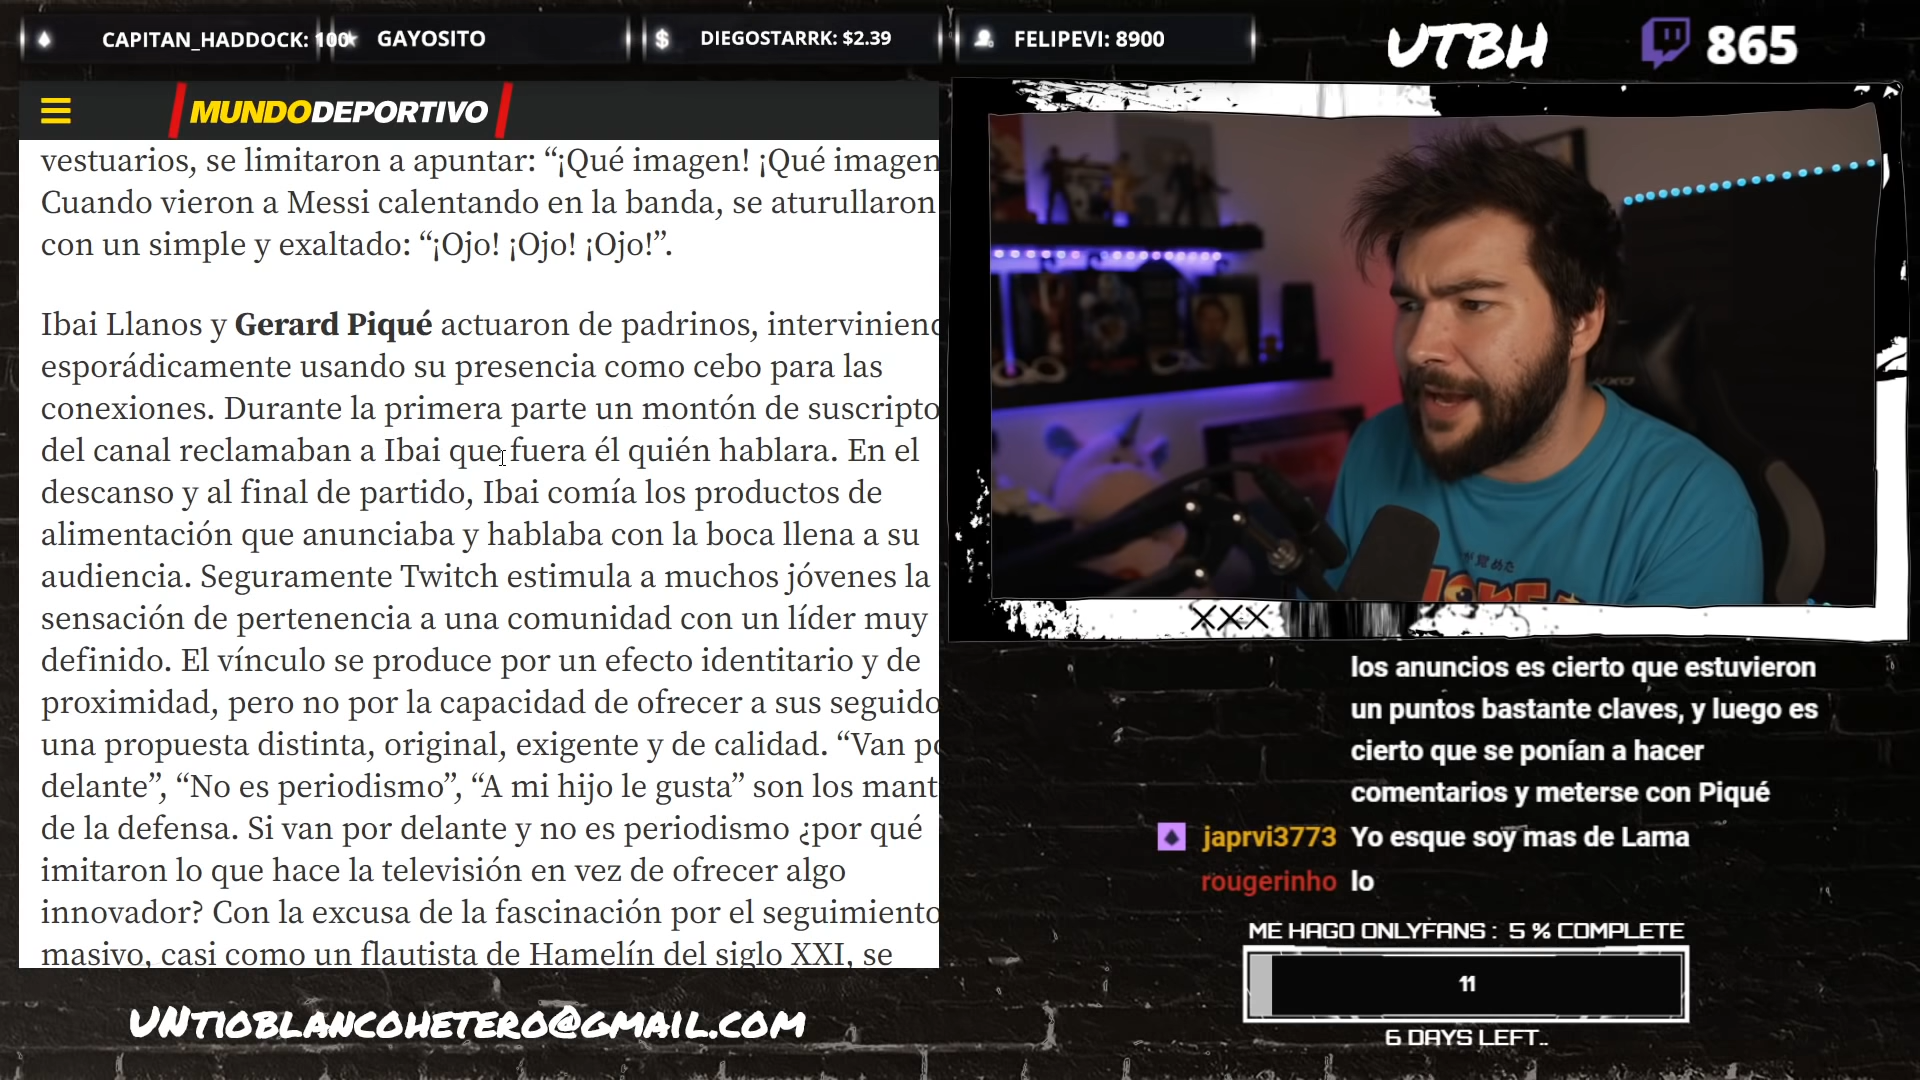 CAPITAN_HADDOCK: 100
GAYOSITO
$ DIEGOSTARRK: $2.39
FELIPEVI: 8900
UTBH
865
MUNDODEPORTIVO
vestuarios, se limitaron a apuntar: “¡Qué imagen! ¡Qué imagen
Cuando vieron a Messi calentando en la banda, se aturullaron
con un simple y exaltado: “¡Ojo! ¡Ojo! ¡Ojo!”.
Ibai Llanos y Gerard Piqué actuaron de padrinos, interviniend
esporádicamente usando su presencia como cebo para las
conexiones. Durante la primera parte un montón de suscripto
del canal reclamaban a Ibai que fuera él quién hablara. En el
descanso y al final de partido, Ibai comía los productos de
alimentación que anunciaba y hablaba con la boca llena a su
audiencia. Seguramente Twitch estimula a muchos jóvenes la
sensación de pertenencia a una comunidad con un líder muy
definido. El vínculo se produce por un efecto identitario y de
proximidad, pero no por la capacidad de ofrecer a sus seguido
una propuesta distinta, original, exigente y de calidad. “Van po
delante”, “No es periodismo”, “A mi hijo le gusta” son los mant
de la defensa. Si van por delante y no es periodismo ¿por qué
imitaron lo que hace la televisión en vez de ofrecer algo
innovador? Con la excusa de la fascinación por el seguimiento
masivo, casi como un flautista de Hamelín del siglo XXI, se
UNTIOBLANCOHETERO@GMAIL.COM
XXX
los anuncios es cierto que estuvieron
un puntos bastante claves, y luego es
cierto que se ponían a hacer
comentarios y meterse con Piqué
japrvi3773 Yo esque soy mas de Lama
rougerinho lo
ME HAGO ONLYFANS : 5 % COMPLETE
11
6 DAYS LEFT..